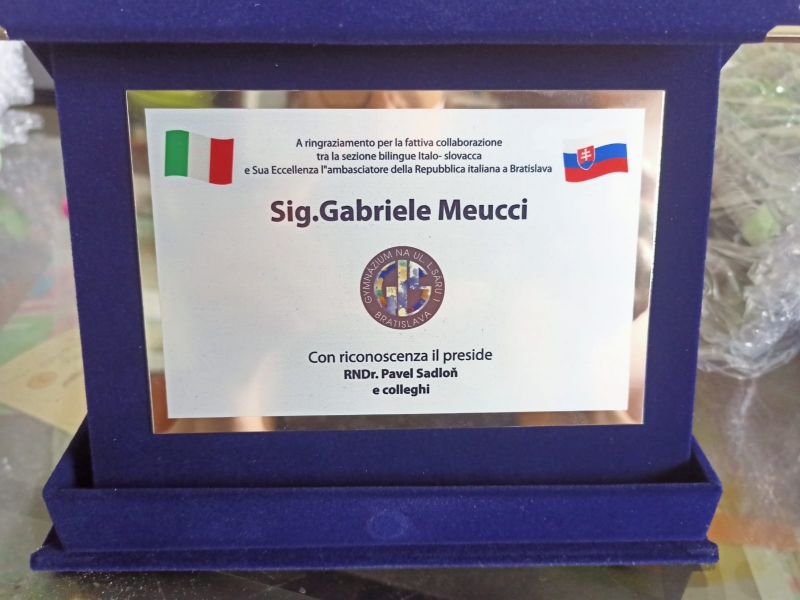 A ringraziamento per la fattiva collaborazione
tra la sezione bilingue Italo- slovacca
e Sua Eccellenza l"ambasciatore della Repubblica italiana a Bratislava
Sig.Gabriele Meucci
GYMNÁZIUM NA UL. L. SÁRU 1
BRATISLAVA
Con riconoscenza il preside
RNDr. Pavel Sadloň
e colleghi